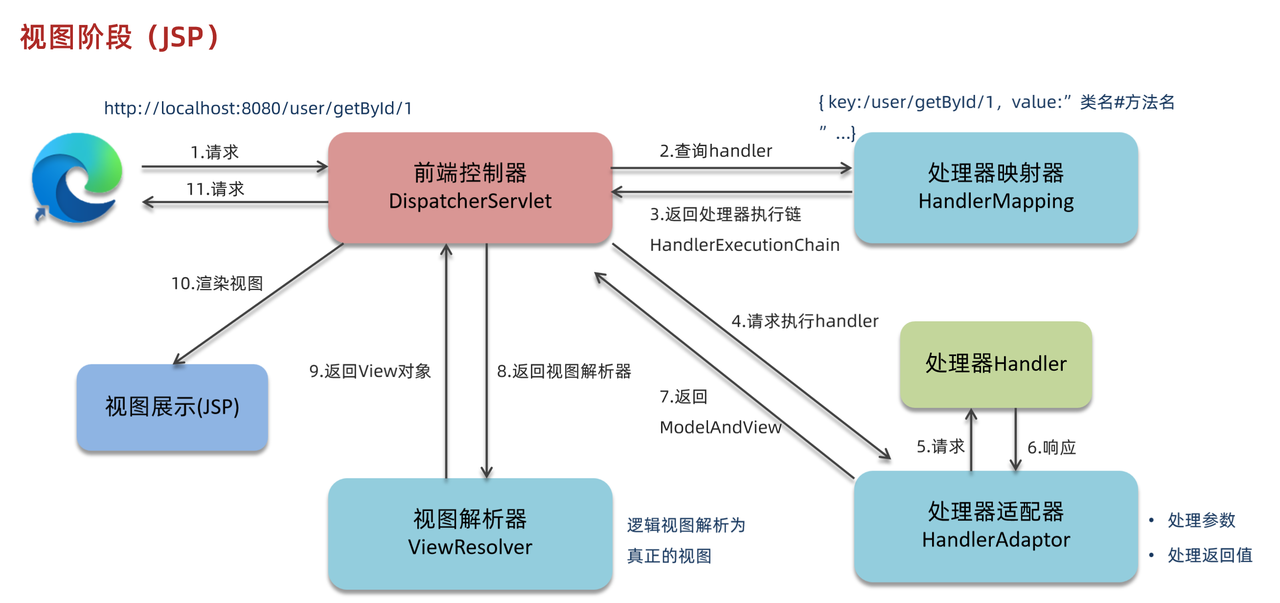 视图阶段（JSP）
http://localhost:8080/user/getById/1
{ key:/user/getById/1，value:”类名#方法名
” ...}
1.请求
11.请求
前端控制器
DispatcherServlet
2.查询handler
3.返回处理器执行链
HandlerExecutionChain
处理器映射器
HandlerMapping
10.渲染视图
4.请求执行handler
处理器Handler
9.返回View对象
8.返回视图解析器
7.返回
ModelAndView
视图展示(JSP)
5.请求
6.响应
视图解析器
ViewResolver
逻辑视图解析为
真正的视图
处理器适配器
HandlerAdaptor
• 处理参数
• 处理返回值